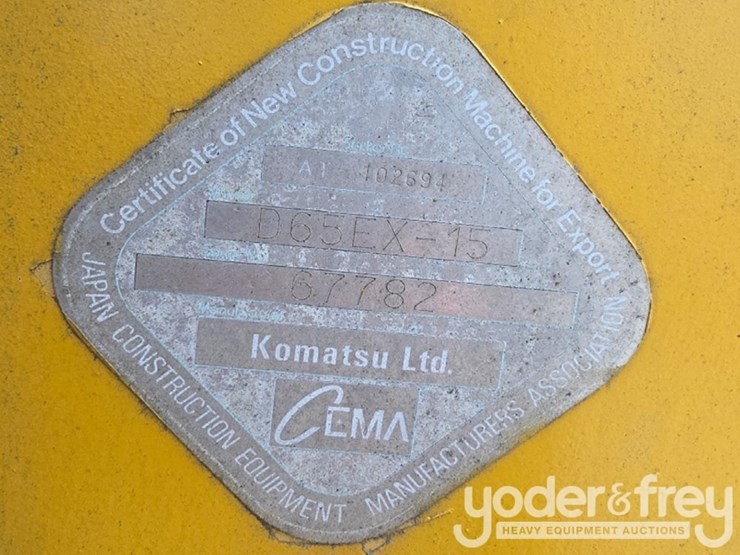 Certificate of New Construction Machine for Export
A1 102694
D65EX-15
67782
Komatsu Ltd.
CEMA
JAPAN CONSTRUCTION EQUIPMENT MANUFACTURERS ASSOCIATION
yoder&frey
HEAVY EQUIPMENT AUCTIONS